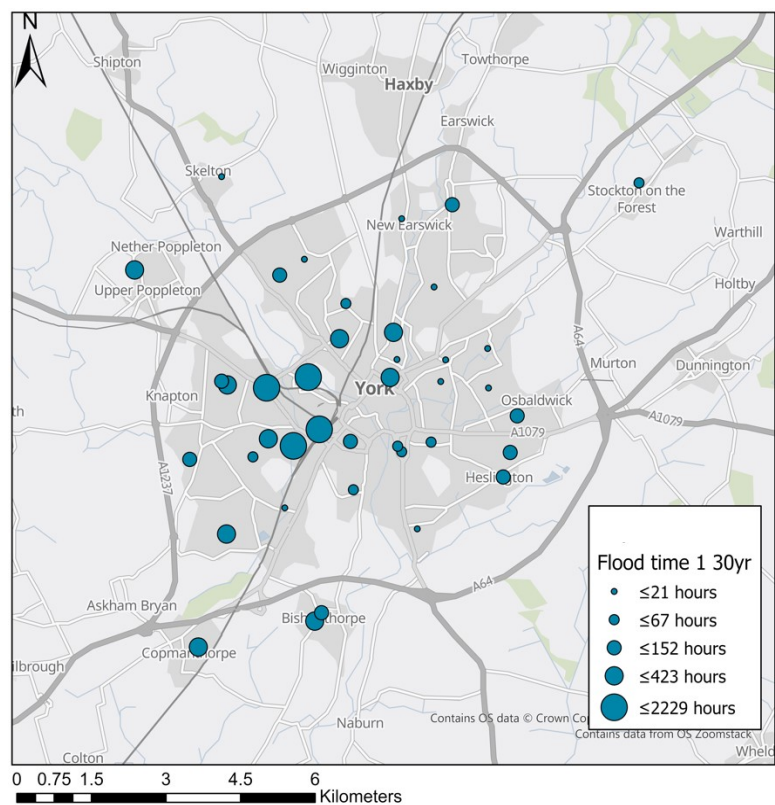 N
Shipton
Wigginton
Towthorpe
Haxby
Earswick
Skelton
Stockton on the
Forest
New Earswick
Warthill
Nether Poppleton
Upper Poppleton
Holtby
A64
Murton
Dunnington
York
Knapton
Osbaldwick
A1079
A1079
A1237
Heslington
A64
Askham Bryan
Copmanthorpe
Naburn
Colton
Flood time 1 30yr
≤21 hours
≤67 hours
≤152 hours
≤423 hours
≤2229 hours
Contains OS data © Crown Cop
Contains data from OS Zoomstack
0 0.75 1.5 3 4.5 6
Kilometers